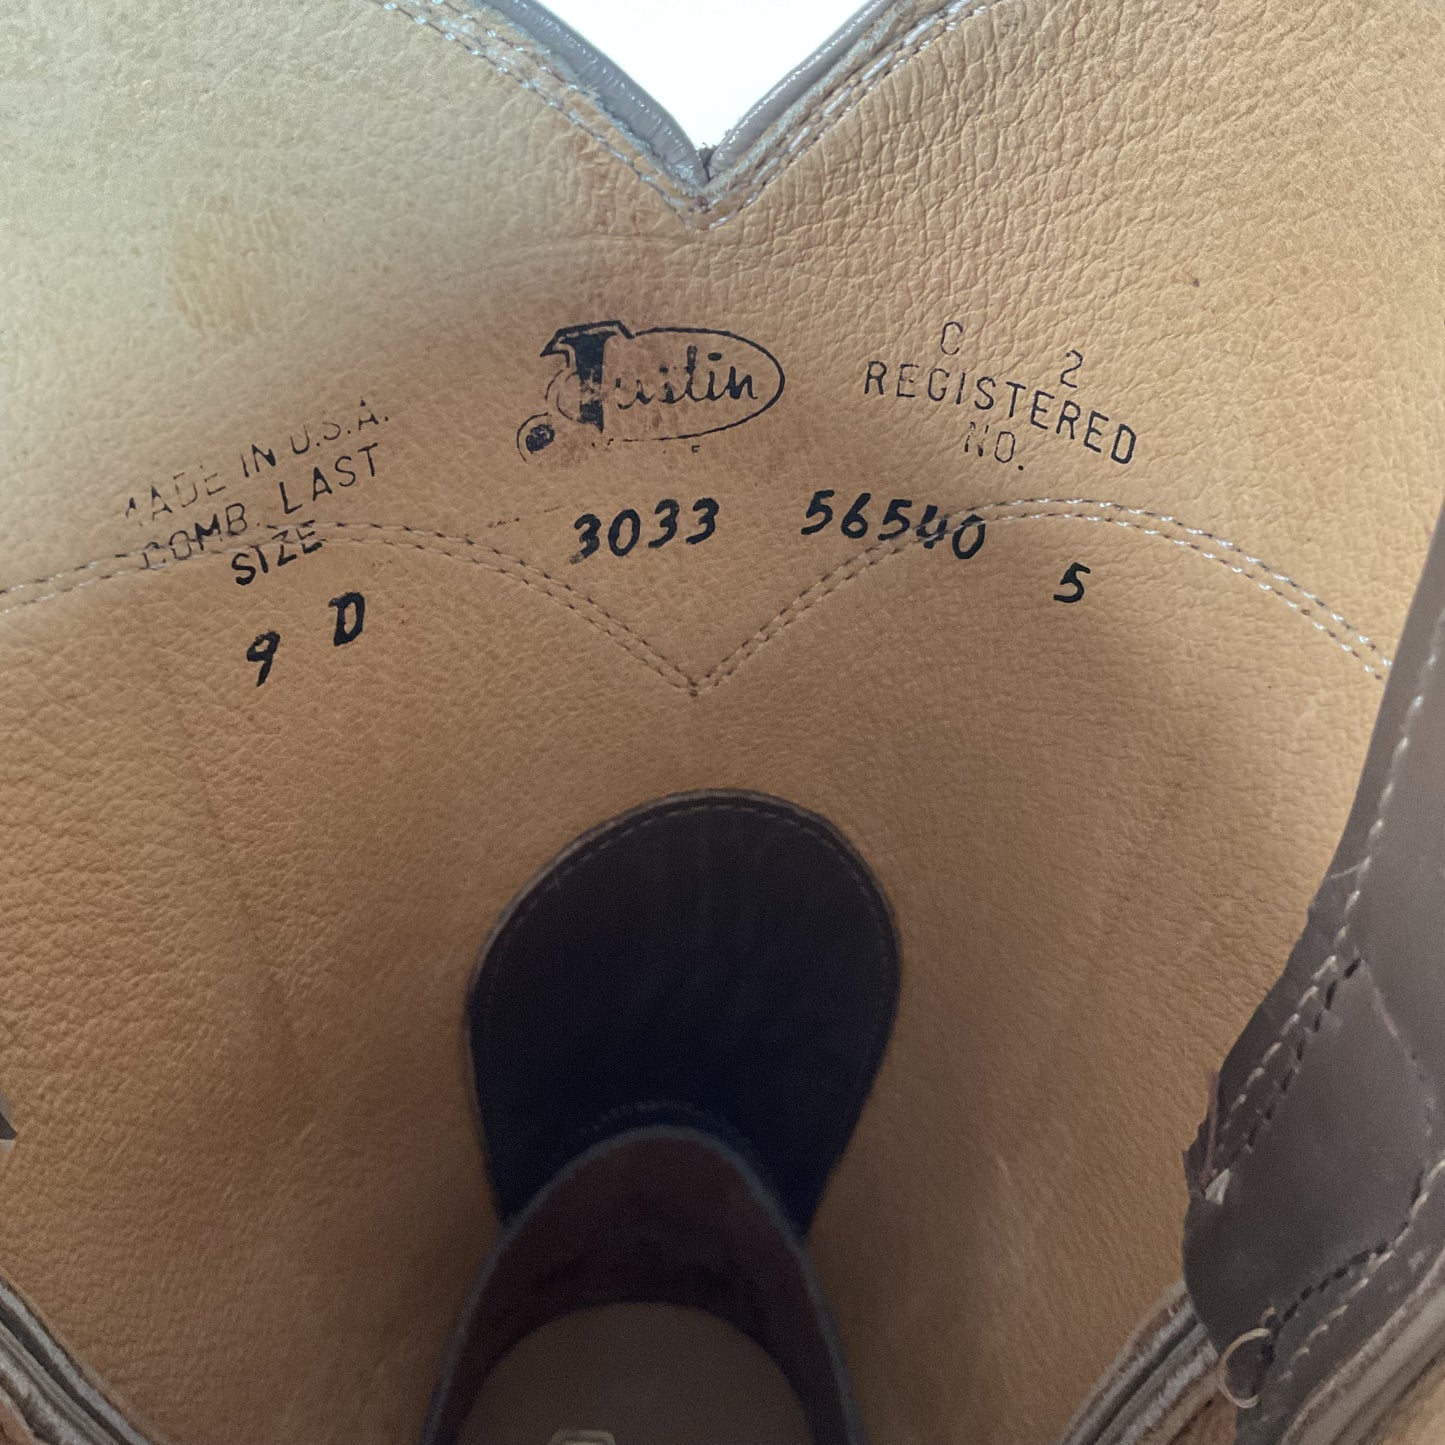 Justin
C 2
REGISTERED
NO.
MADE IN U.S.A.
COMB. LAST
SIZE
9 D
3033 56540
5